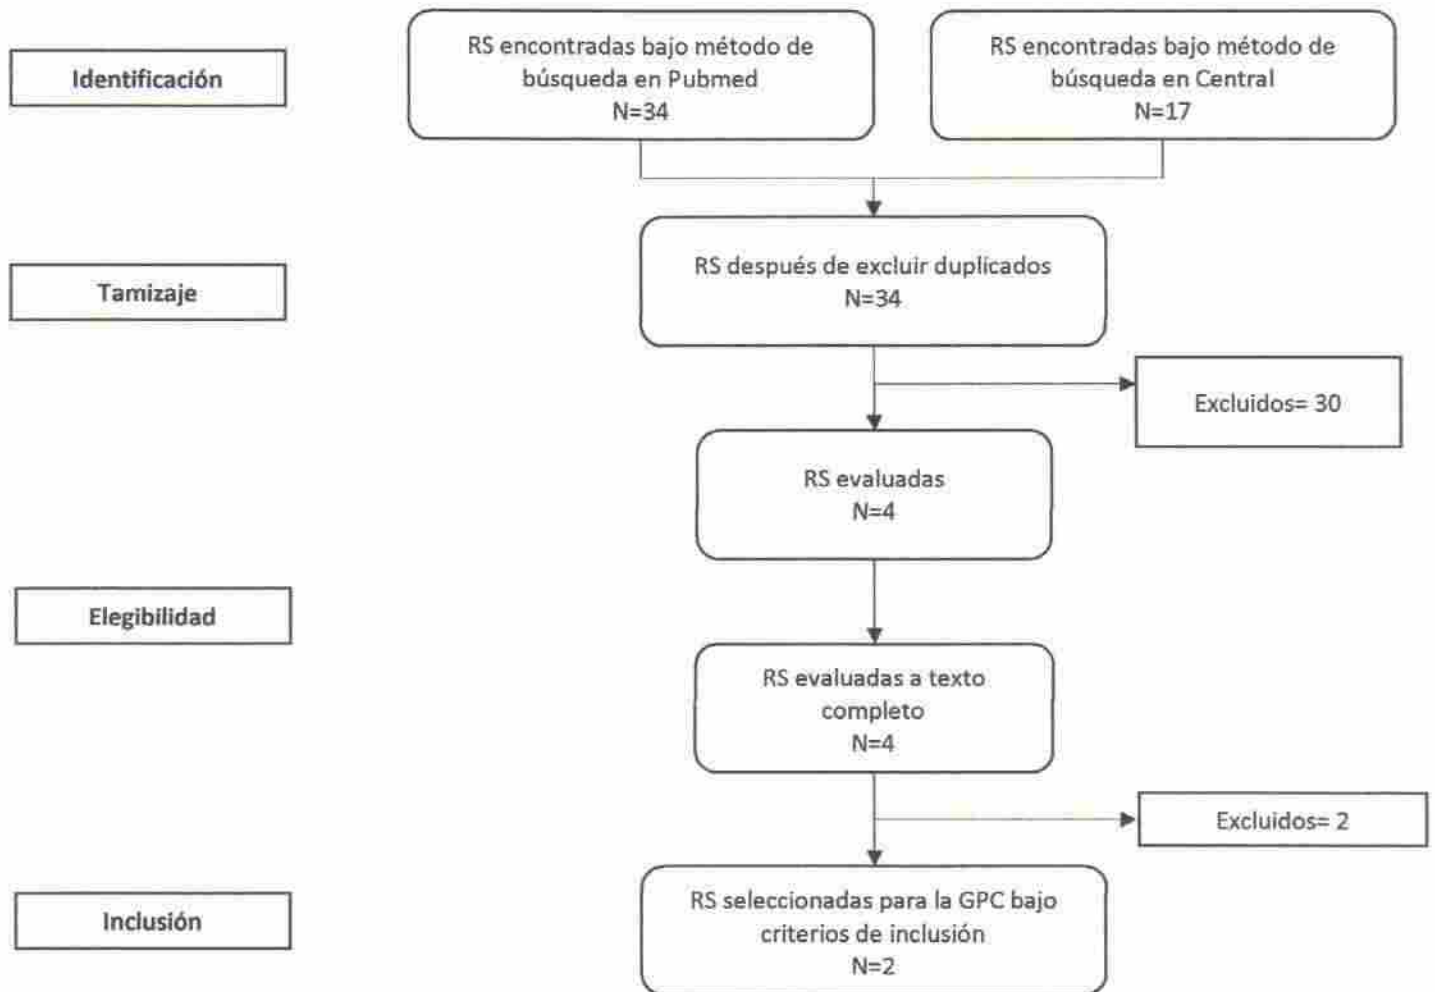 Identificación
RS encontradas bajo método de
búsqueda en Pubmed
N=34
RS encontradas bajo método de
búsqueda en Central
N=17
Tamizaje
RS después de excluir duplicados
N=34
Excluidos= 30
RS evaluadas
N=4
Elegibilidad
RS evaluadas a texto
completo
N=4
Excluidos= 2
Inclusión
RS seleccionadas para la GPC bajo
criterios de inclusión
N=2